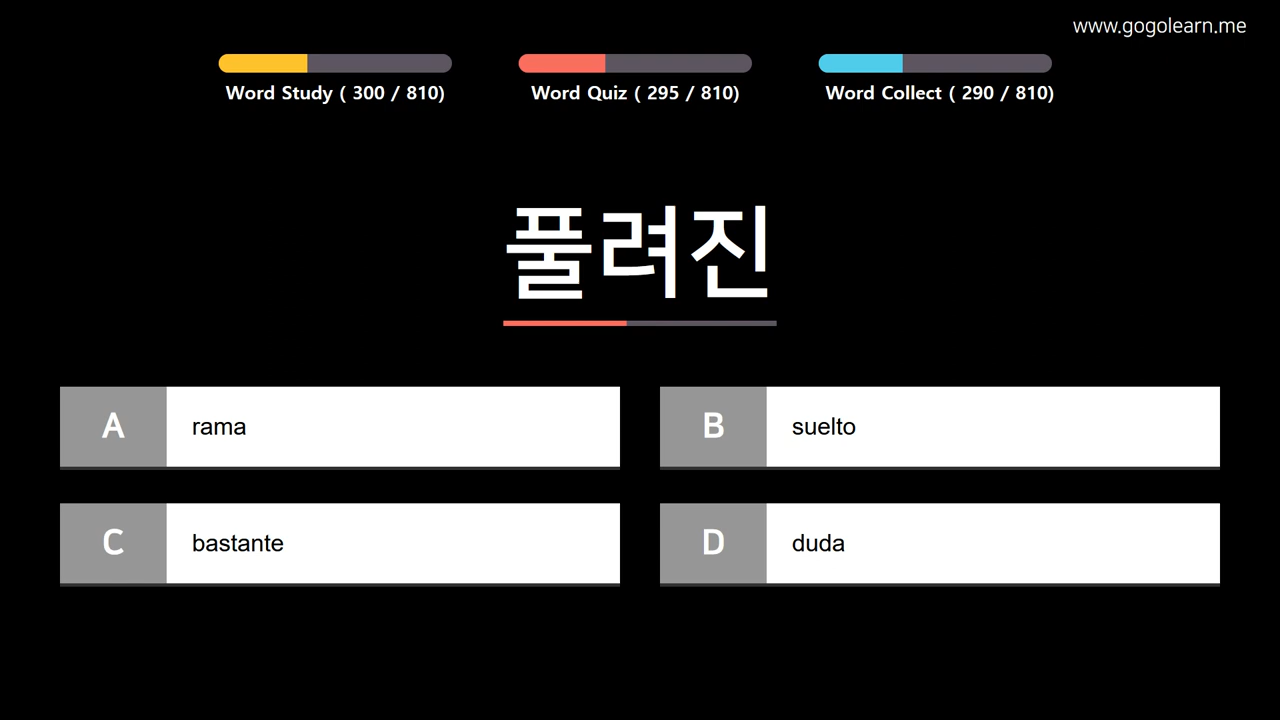 www.gogolearn.me
Word Study ( 300 / 810)
Word Quiz ( 295 / 810)
Word Collect ( 290 / 810)
풀려진
A rama
B suelto
C bastante
D duda